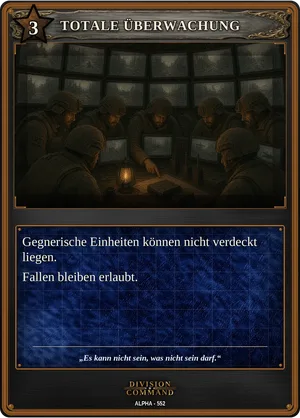 3
TOTALE ÜBERWACHUNG
Gegnerische Einheiten können nicht verdeckt
liegen.
Fallen bleiben erlaubt.
„Es kann nicht sein, was nicht sein darf.“
DIVISION
COMMAND
ALPHA - 552